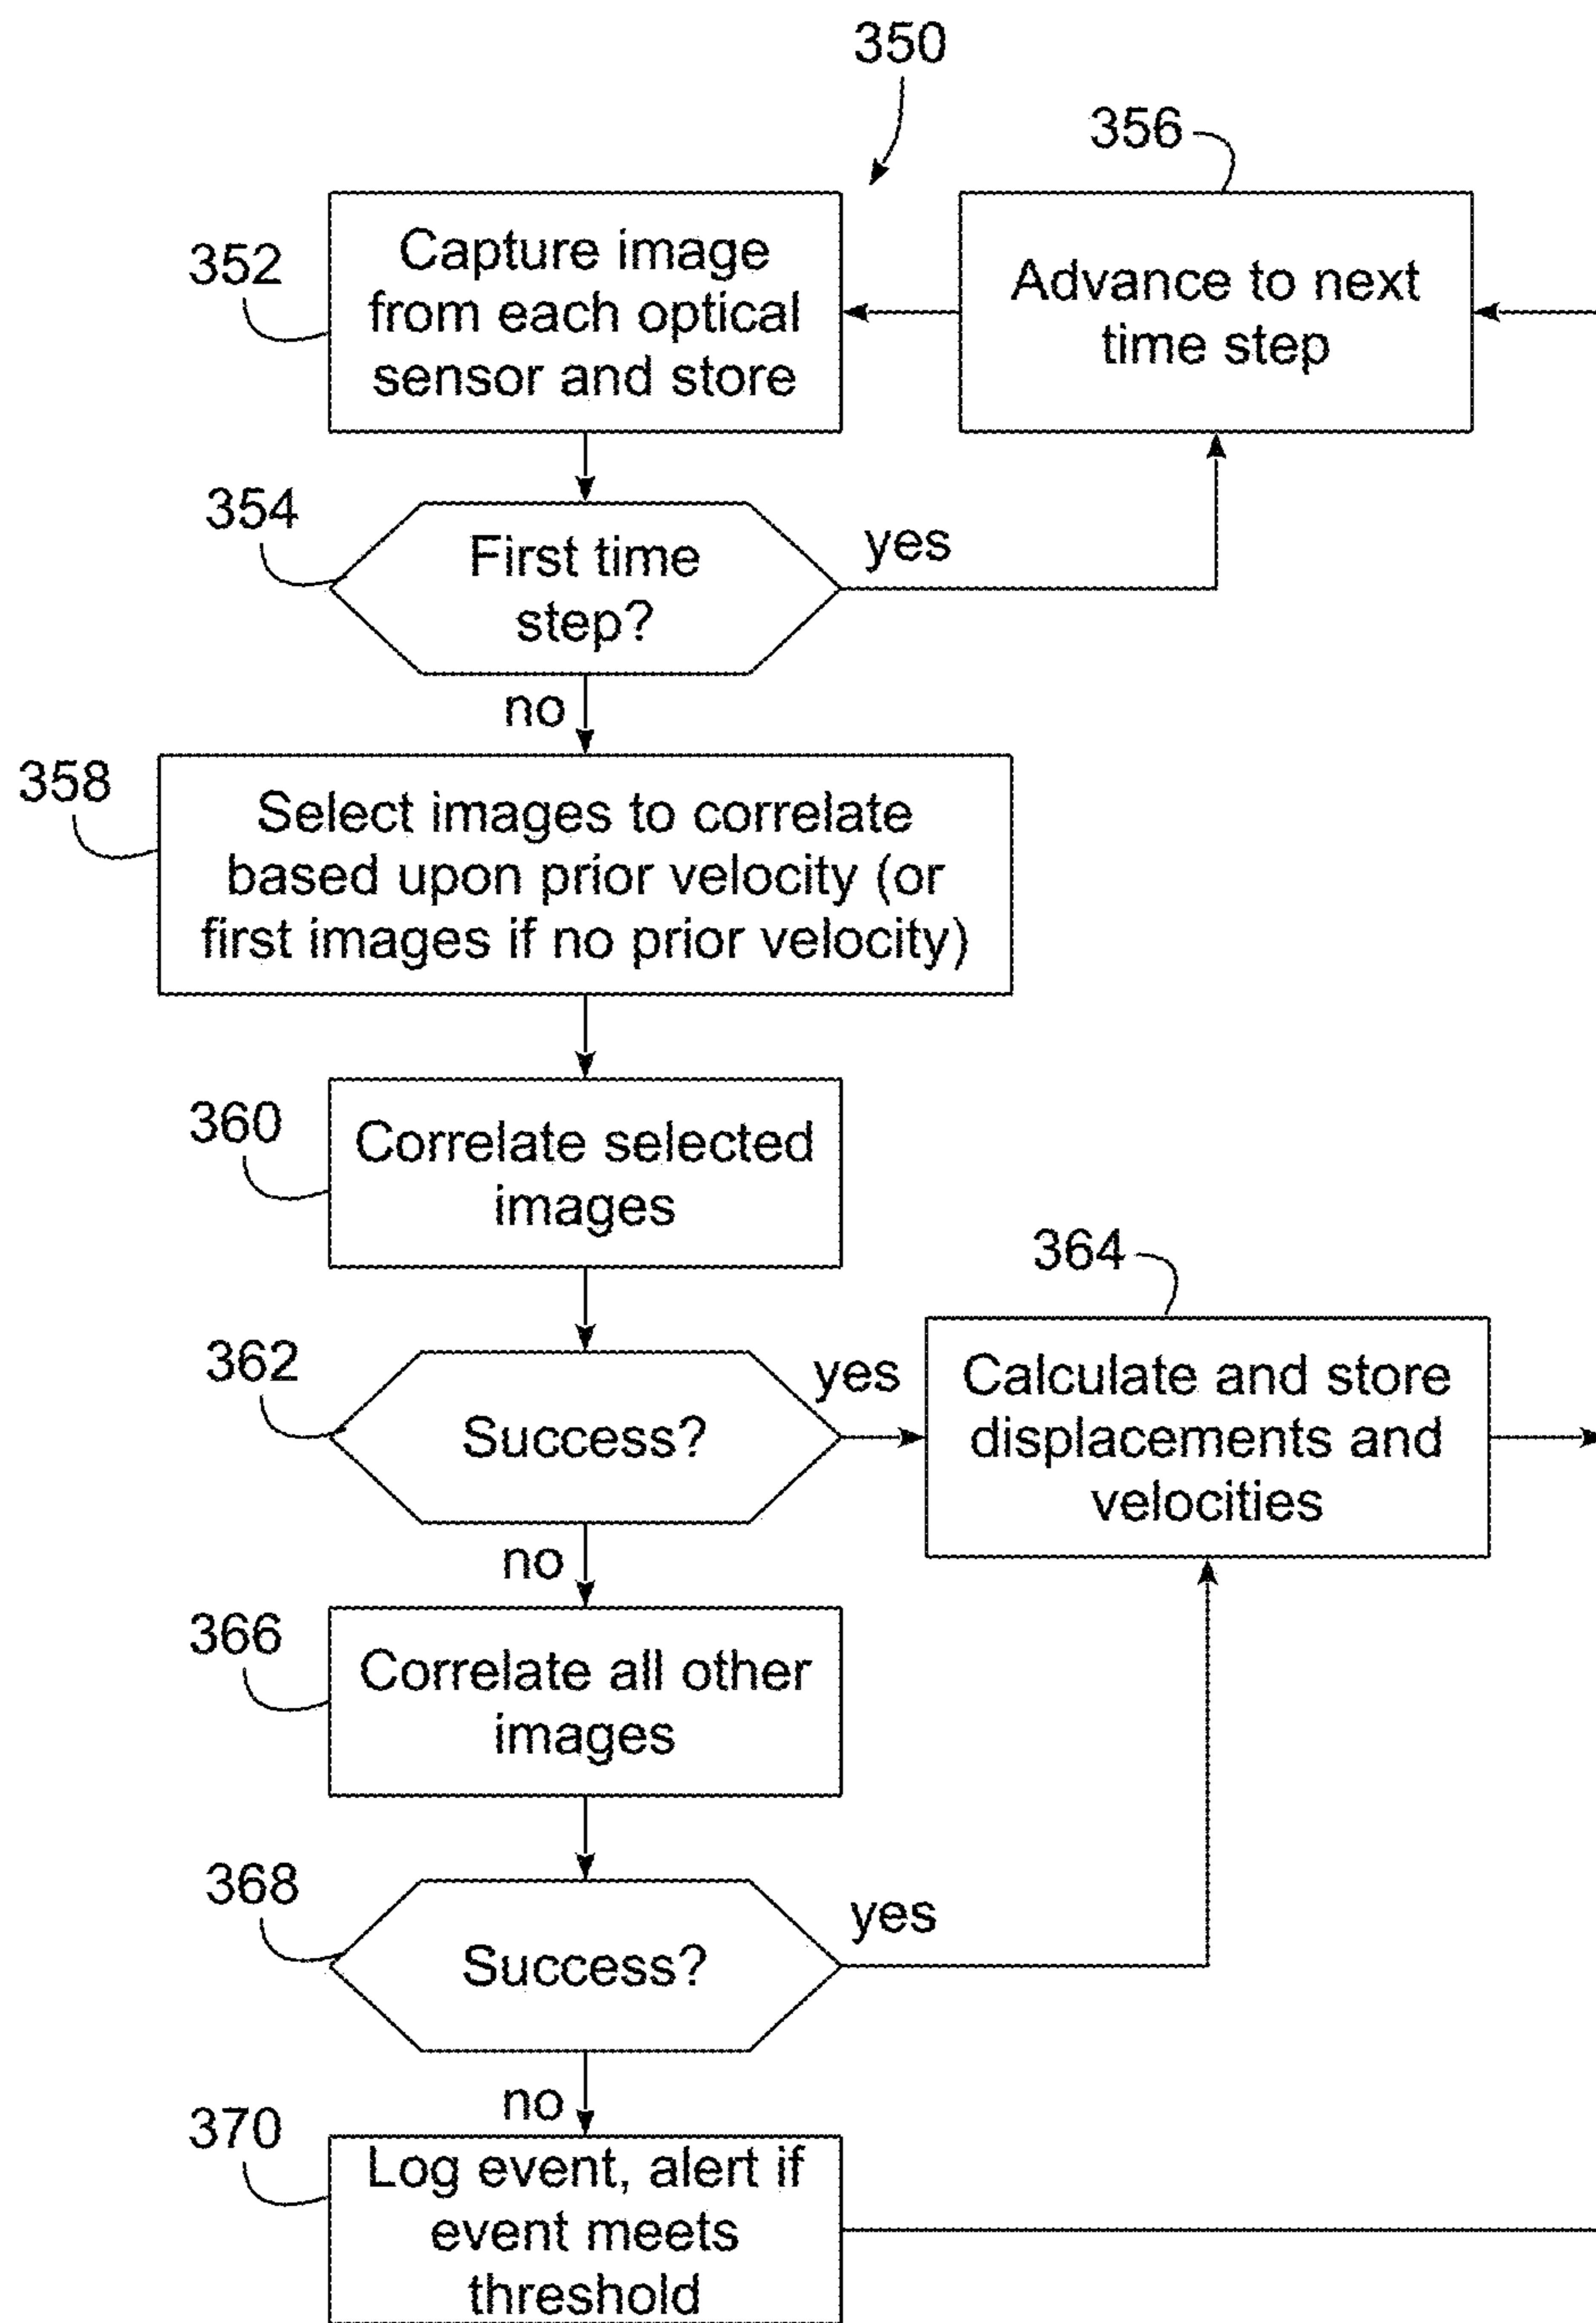 350
356
352
Capture image
from each optical
sensor and store
Advance to next
time step
354
First time
step?
yes
no
358
Select images to correlate
based upon prior velocity (or
first images if no prior velocity)
360
Correlate selected
images
364
362
Success?
yes
Calculate and store
displacements and
velocities
no
366
Correlate all other
images
368
Success?
yes
no
370
Log event, alert if
event meets
threshold